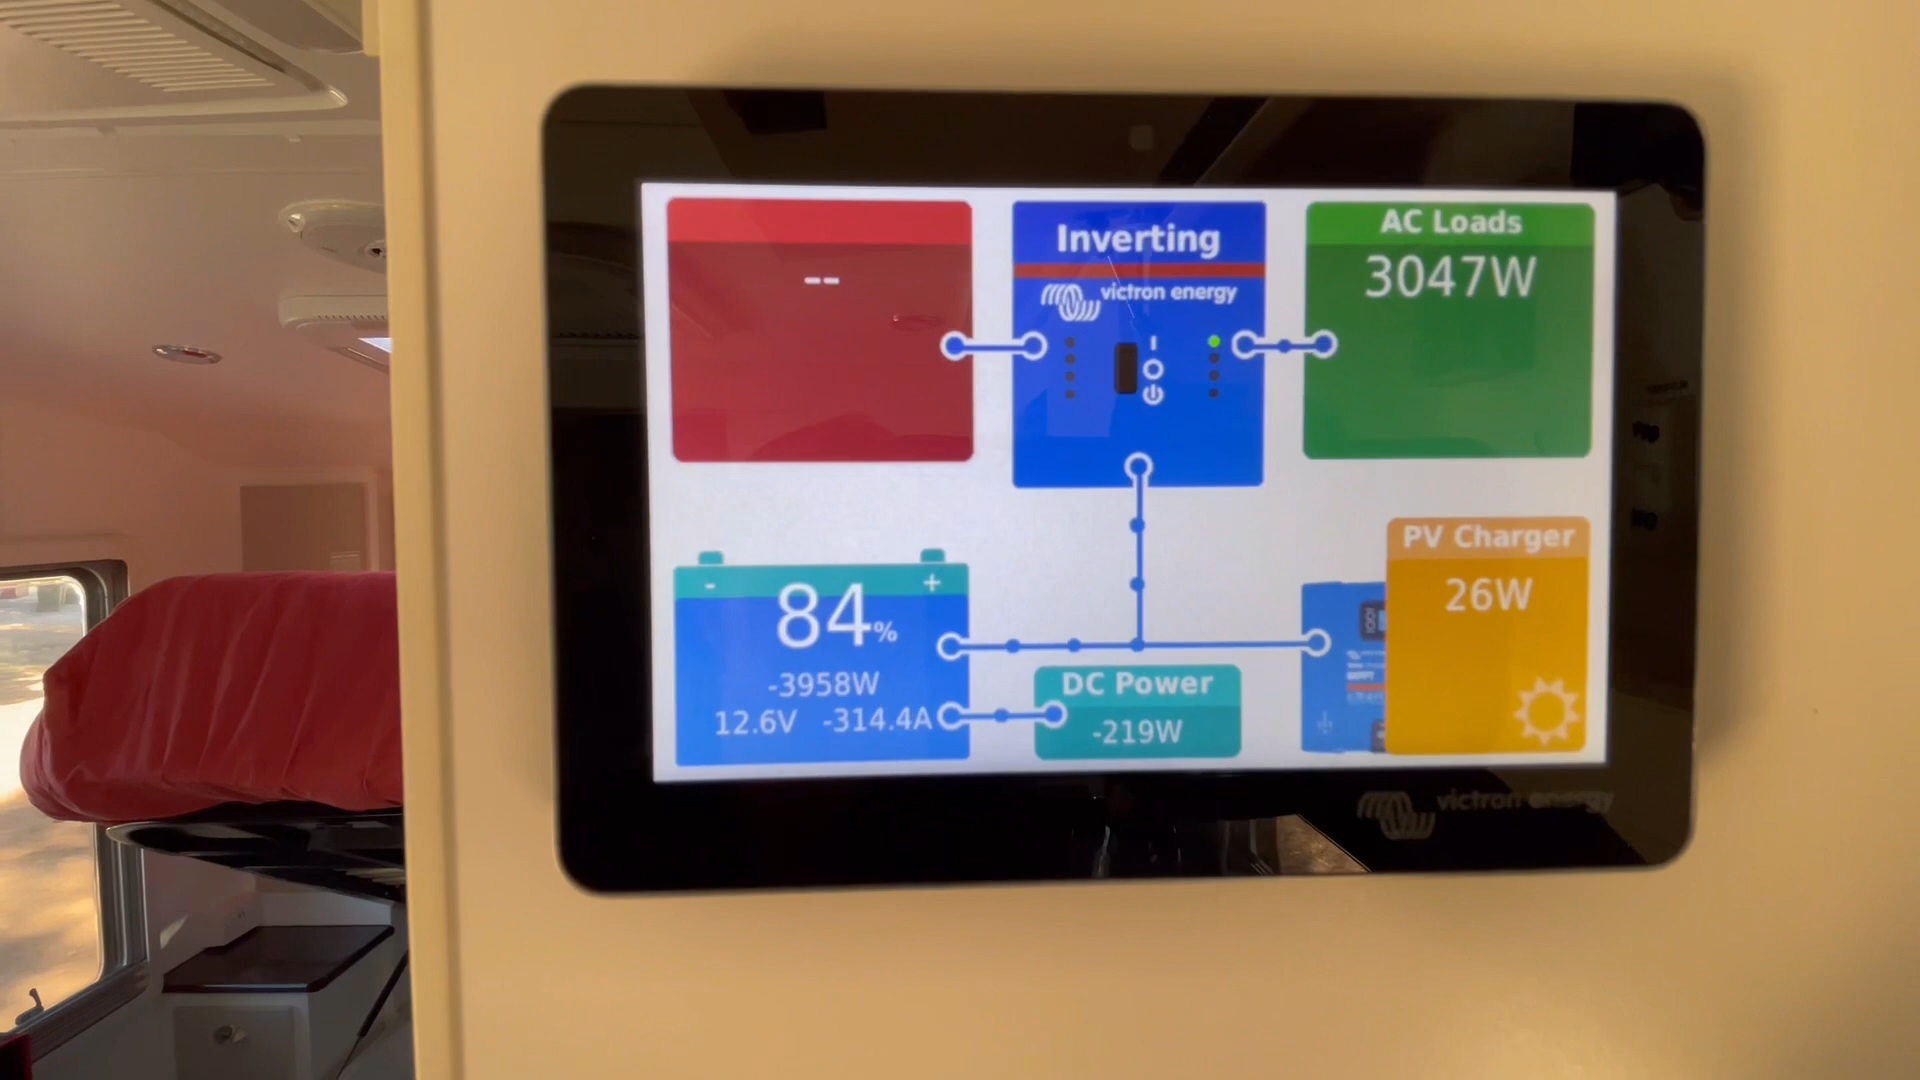 --
Inverting
victron energy
AC Loads
3047W
84%
-3958W
12.6V -314.4A
DC Power
-219W
PV Charger
26W
victron energy